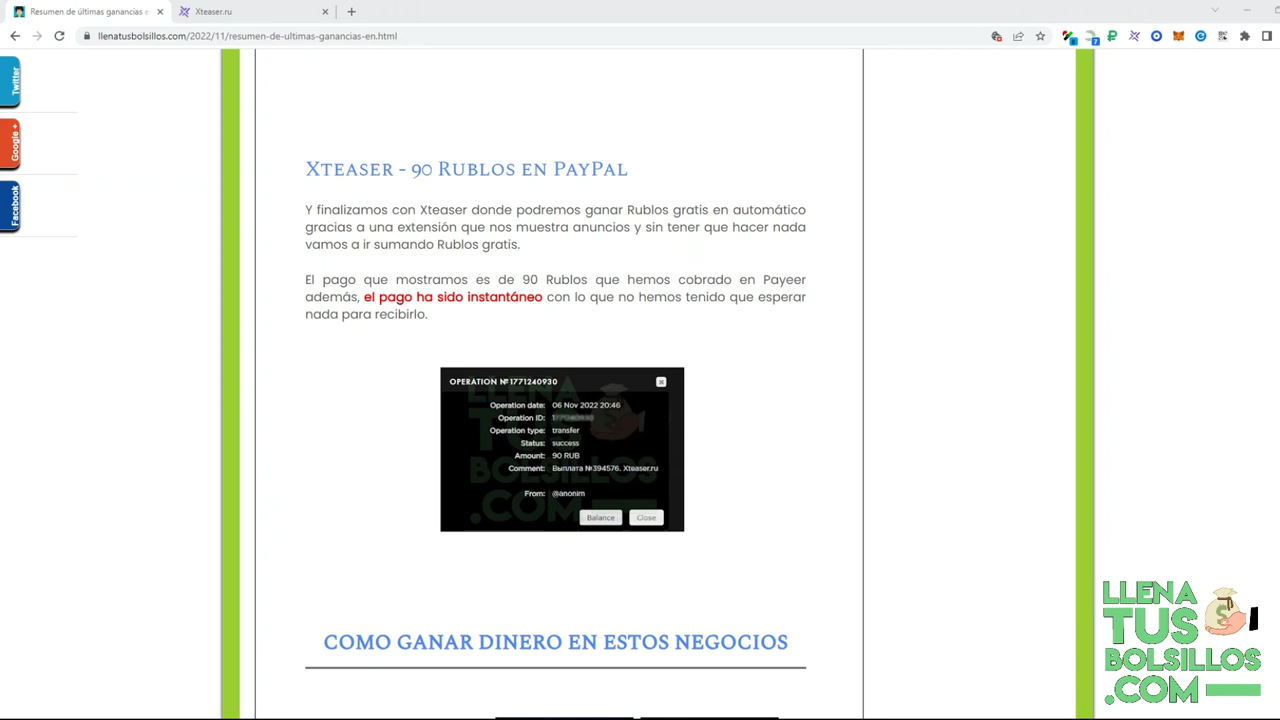 Resumen de últimas ganancias e
Xteaser.ru
llenatusbolsillos.com/2022/11/resumen-de-ultimas-ganancias-en.html
Twitter
Google +
Facebook
Xteaser - 90 Rublos en PayPal
Y finalizamos con Xteaser donde podremos ganar Rublos gratis en automático
gracias a una extensión que nos muestra anuncios y sin tener que hacer nada
vamos a ir sumando Rublos gratis.
El pago que mostramos es de 90 Rublos que hemos cobrado en Payeer
además, el pago ha sido instantáneo con lo que no hemos tenido que esperar
nada para recibirlo.
OPERATION №1771240930
Operation date: 06 Nov 2022 20:46
Operation ID:
Operation type: transfer
Status: success
Amount: 90 RUB
Comment: Выплата №394576. Xteaser.ru
From: @anonim
Balance Close
LLENA
TUS
BOLSILLOS
.COM
COMO GANAR DINERO EN ESTOS NEGOCIOS
LLENA
TUS
BOLSILLOS
.COM